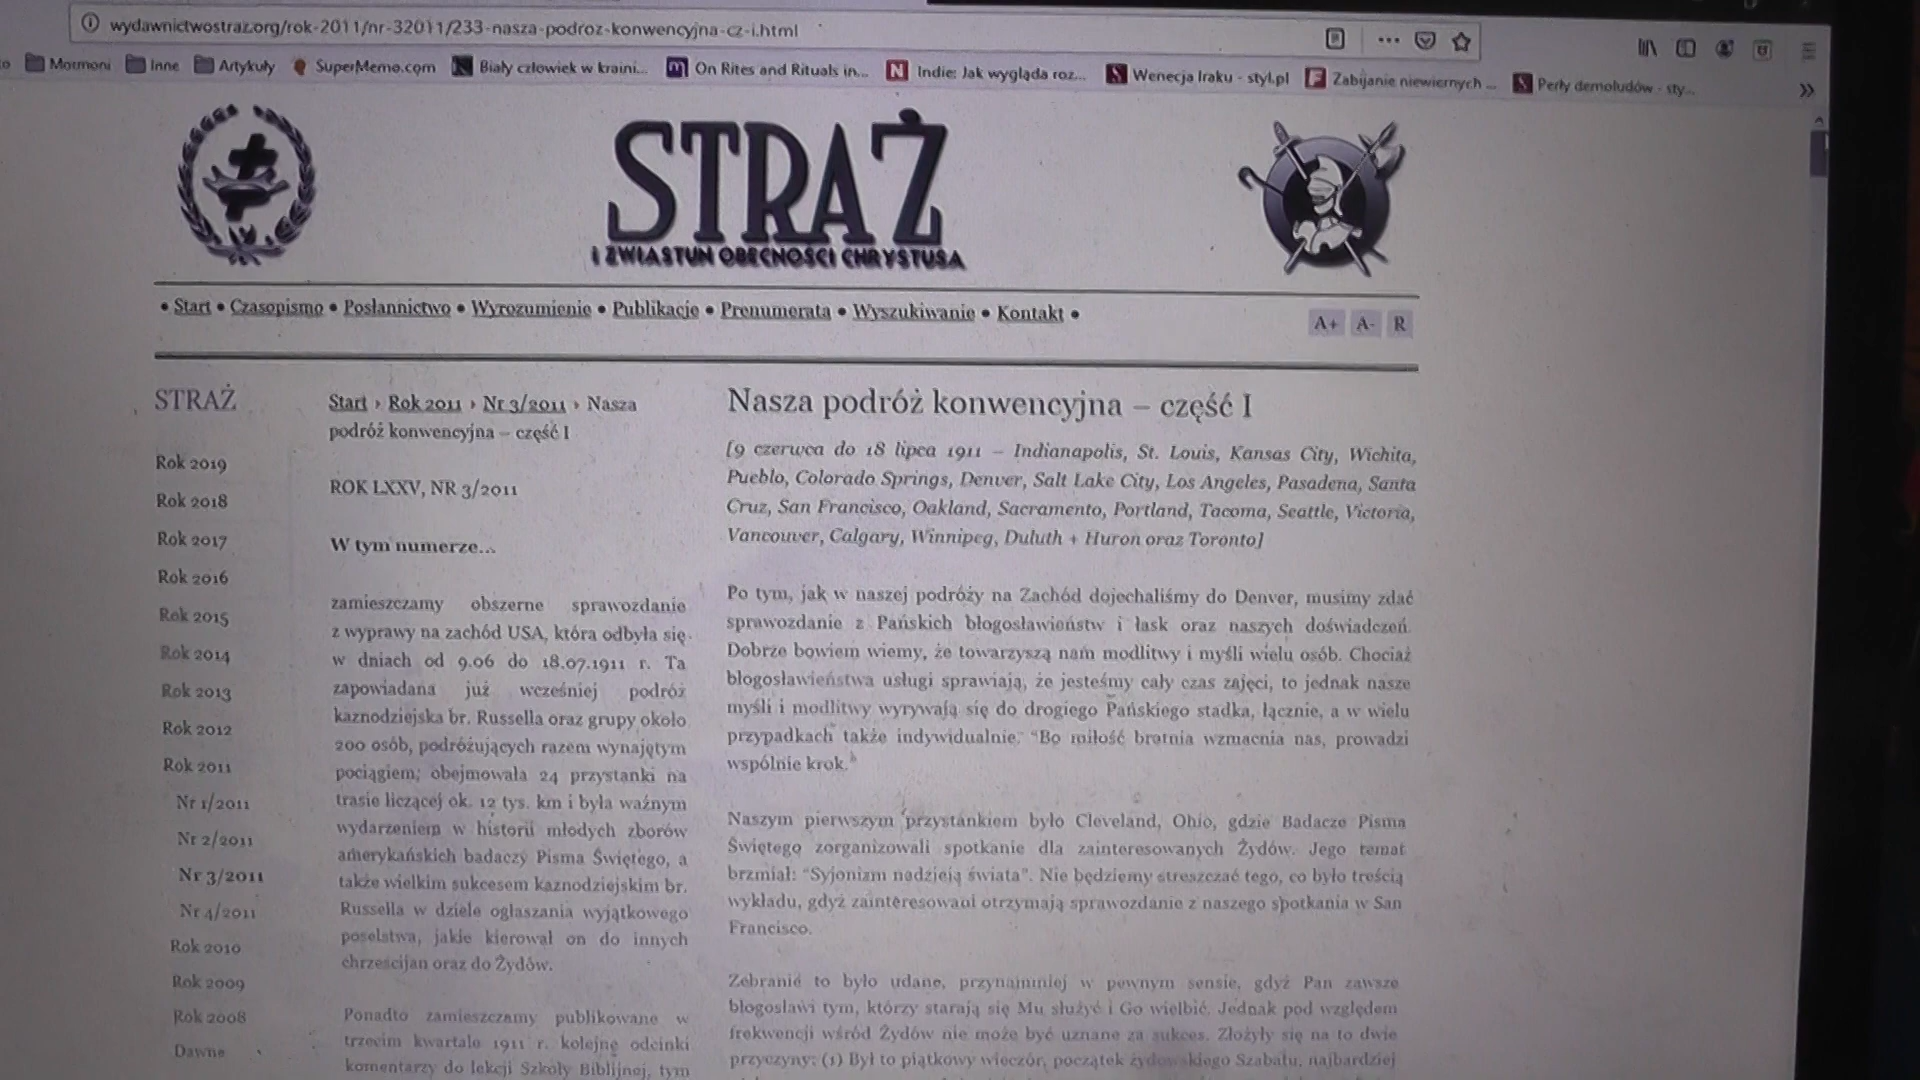 wydawnictwostraz.org/rok-2011/nr-32011/233-nasza-podroz-konwencyjna-cz-i.html
Mormoni Inne Artykuły SuperMemo.com Biały człowiek w kraini... On Rites and Rituals in... Indie: Jak wygląda roz... Wenecja Iraku - styl.pl Zabijanie niewiernych ... Perły demoludów - sty...
STRAŻ
I ZWIASTUN OBECNOŚCI CHRYSTUSA
• Start • Czasopismo • Posłannictwo • Wyrozumienie • Publikacje • Prenumerata • Wyszukiwanie • Kontakt •
A+ A- R
STRAŻ
Rok 2019
Rok 2018
Rok 2017
Rok 2016
Rok 2015
Rok 2014
Rok 2013
Rok 2012
Rok 2011
Nr 1/2011
Nr 2/2011
Nr 3/2011
Nr 4/2011
Rok 2010
Rok 2009
Rok 2008
Dawne
Start › Rok 2011 › Nr 3/2011 › Nasza
podróż konwencyjna – część I
ROK LXXV, NR 3/2011
W tym numerze...
zamieszczamy obszerne sprawozdanie
z wyprawy na zachód USA, która odbyła się
w dniach od 9.06 do 18.07.1911 r. Ta
zapowiadana już wcześniej podróż
kaznodziejska br. Russella oraz grupy około
200 osób, podróżujących razem wynajętym
pociągiem; obejmowała 24 przystanki na
trasie liczącej ok. 12 tys. km i była ważnym
wydarzeniem w historii młodych zborów
amerykańskich badaczy Pisma Świętego, a
także wielkim sukcesem kaznodziejskim br.
Russella w dziele ogłaszania wyjątkowego
poselstwa, jakie kierował on do innych
chrześcijan oraz do Żydów.
Ponadto zamieszczamy publikowane w
trzecim kwartale 1911 r. kolejne odcinki
komentarzy do lekcji Szkoły Biblijnej, tym
Nasza podróż konwencyjna – część I
[9 czerwca do 18 lipca 1911 – Indianapolis, St. Louis, Kansas City, Wichita,
Pueblo, Colorado Springs, Denver, Salt Lake City, Los Angeles, Pasadena, Santa
Cruz, San Francisco, Oakland, Sacramento, Portland, Tacoma, Seattle, Victoria,
Vancouver, Calgary, Winnipeg, Duluth + Huron oraz Toronto]
Po tym, jak w naszej podróży na Zachód dojechaliśmy do Denver, musimy zdać
sprawozdanie z Pańskich błogosławieństw i łask oraz naszych doświadczeń.
Dobrze bowiem wiemy, że towarzyszą nam modlitwy i myśli wielu osób. Chociaż
błogosławieństwa usługi sprawiają, że jesteśmy cały czas zajęci, to jednak nasze
myśli i modlitwy wyrywają się do drogiego Pańskiego stadka, łącznie, a w wielu
przypadkach także indywidualnie. "Bo miłość bratnia wzmacnia nas, prowadzi
wspólnie krok."
Naszym pierwszym przystankiem było Cleveland, Ohio, gdzie Badacze Pisma
Świętego zorganizowali spotkanie dla zainteresowanych Żydów. Jego temat
brzmiał: "Syjonizm nadzieją świata". Nie będziemy streszczać tego, co było treścią
wykładu, gdyż zainteresowani otrzymają sprawozdanie z naszego spotkania w San
Francisco.
Zebranie to było udane, przynajmniej w pewnym sensie, gdyż Pan zawsze
błogosławi tym, którzy starają się Mu służyć i Go wielbić. Jednak pod względem
frekwencji wśród Żydów nie może być uznane za sukces. Złożyły się na to dwie
przyczyny: (1) Był to piątkowy wieczór, początek żydowskiego Szabatu, najbardziej